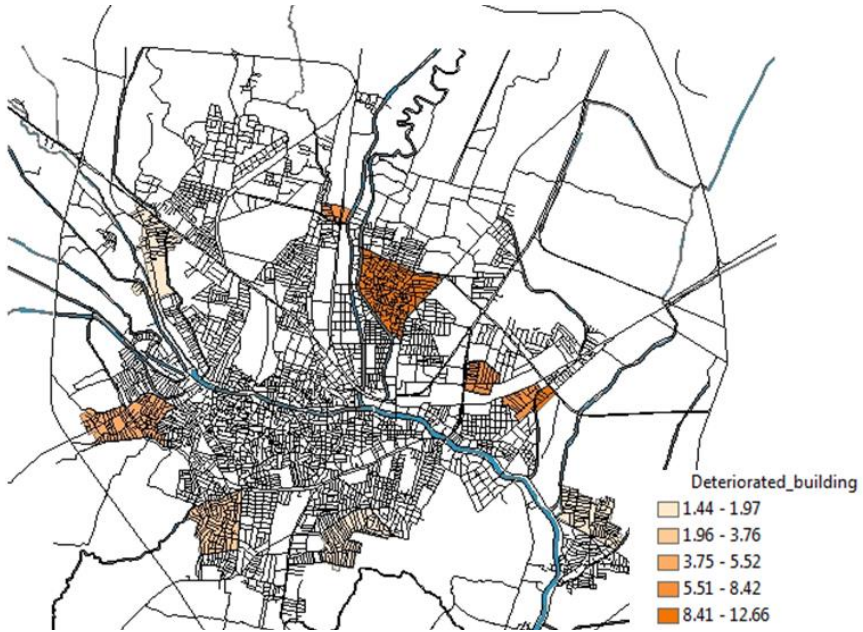 Deteriorated_building
1.44 - 1.97
1.96 - 3.76
3.75 - 5.52
5.51 - 8.42
8.41 - 12.66